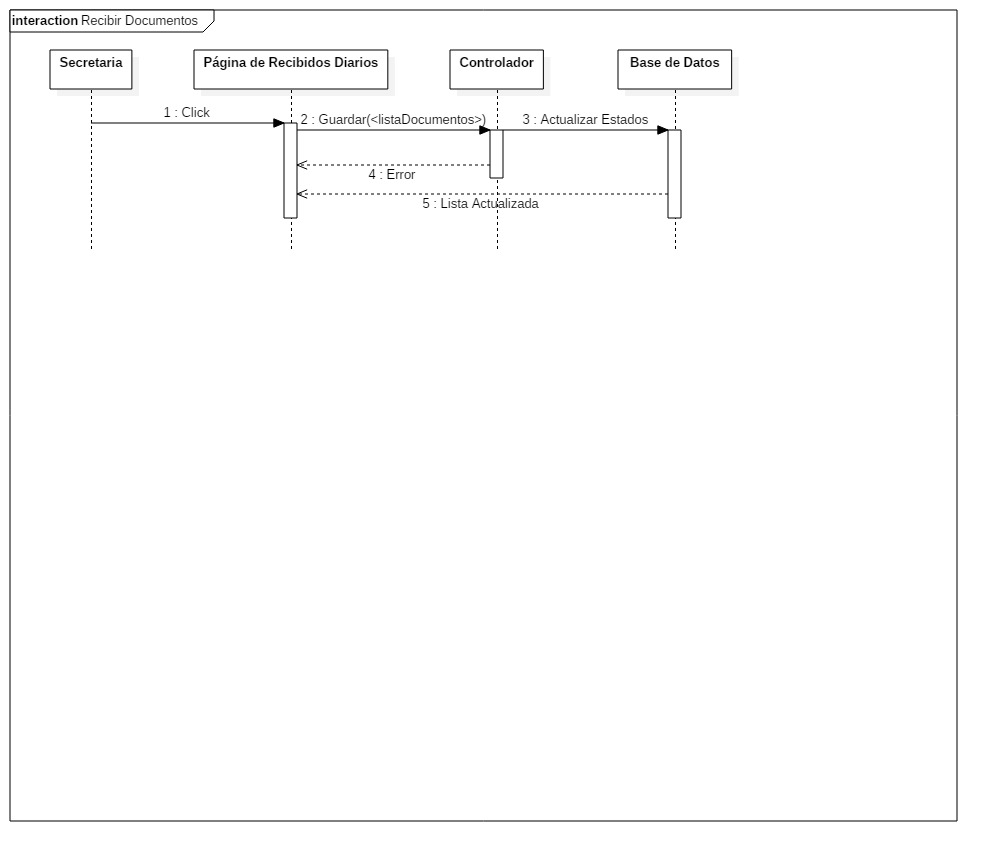 interaction Recibir Documentos
Secretaria
Página de Recibidos Diarios
Controlador
Base de Datos
1 : Click
2 : Guardar(<listaDocumentos>)
3 : Actualizar Estados
4 : Error
5 : Lista Actualizada